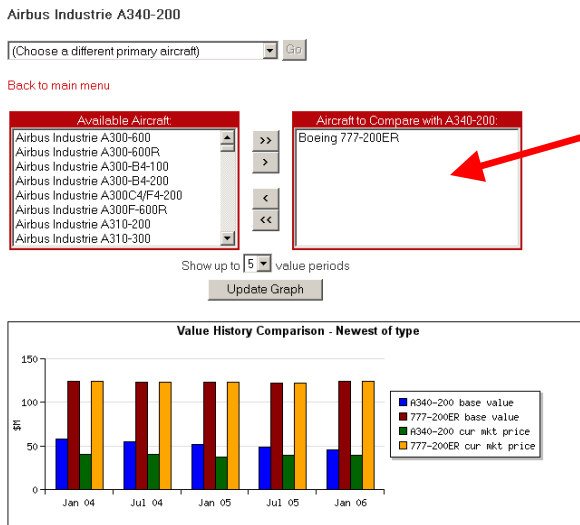 Airbus Industrie A340-200
(Choose a different primary aircraft)
Go
Back to main menu
Available Aircraft:
Airbus Industrie A300-600
Airbus Industrie A300-600R
Airbus Industrie A300-B4-100
Airbus Industrie A300-B4-200
Airbus Industrie A300C4/F4-200
Airbus Industrie A300F-600R
Airbus Industrie A310-200
Airbus Industrie A310-300
>>
>
<
<<
Aircraft to Compare with A340-200:
Boeing 777-200ER
Show up to 5 value periods
Update Graph
Value History Comparison - Newest of type
150
100
50
0
$M
Jan 04 Jul 04 Jan 05 Jul 05 Jan 06
A340-200 base value
777-200ER base value
A340-200 cur mkt price
777-200ER cur mkt price